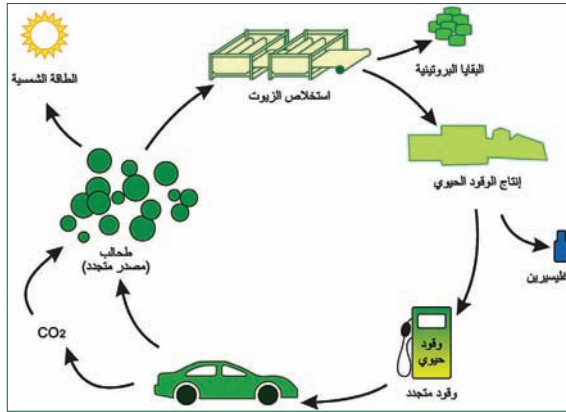 الطاقة الشمسية
استخلاص الزيوت
البقايا البروتينية
إنتاج الوقود الحيوي
طحالب
(مصدر متجدد)
CO2
وقود
حيوي
وقود متجدد